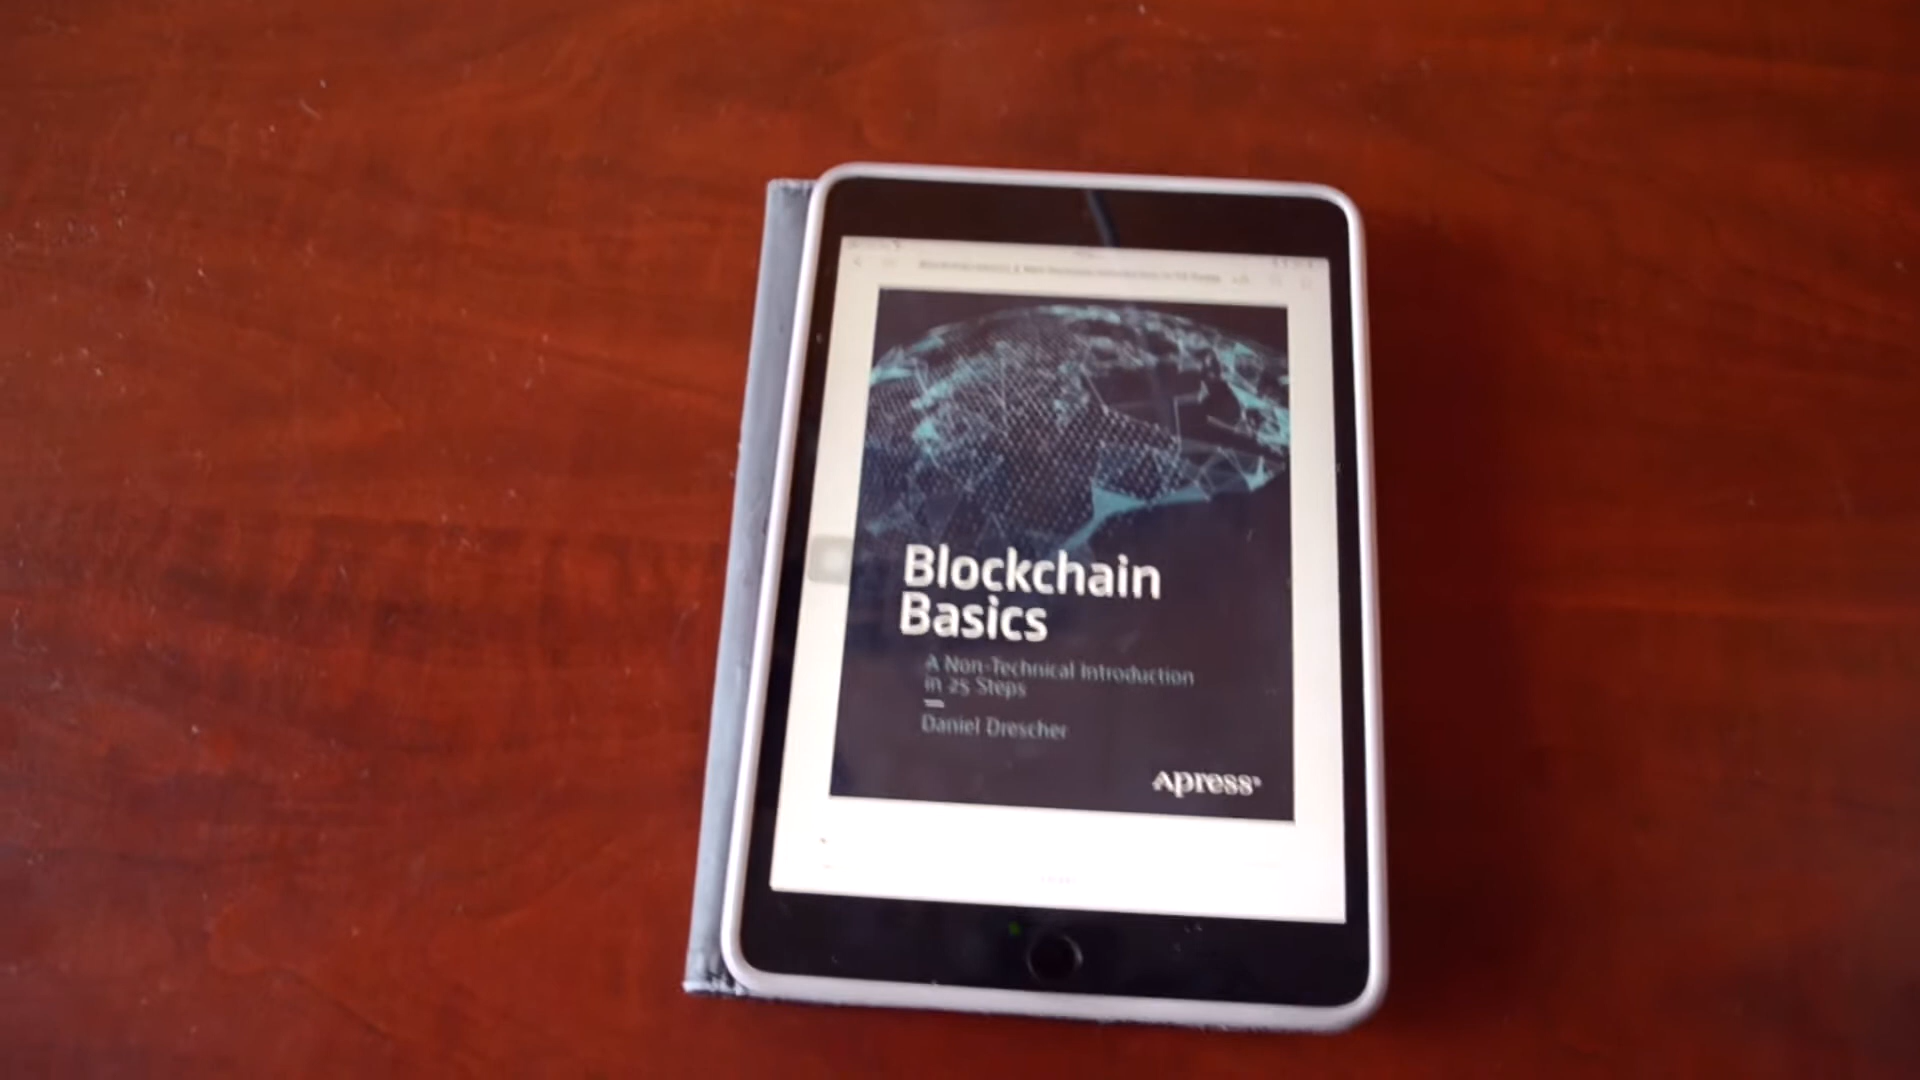 Blockchain
Basics
A Non-Technical Introduction
in 25 Steps
Daniel Drescher
Apress®